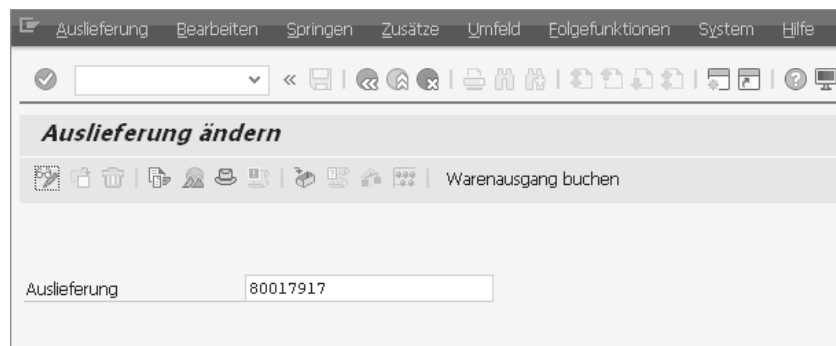 Auslieferung Bearbeiten Springen Zusätze Umfeld Folgefunktionen System Hilfe
Auslieferung ändern
Warenausgang buchen
Auslieferung 80017917